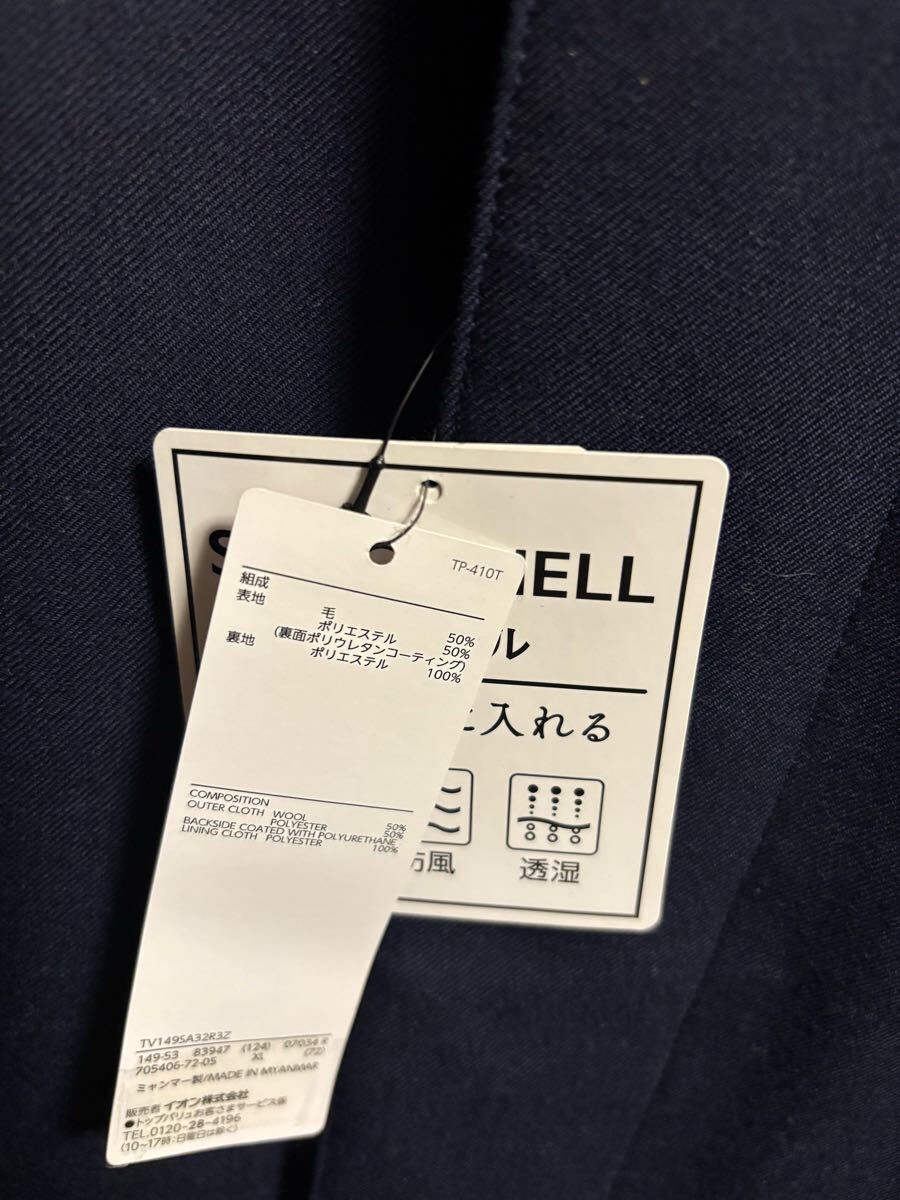 TP-410T
組成
表地
毛 50%
ポリエステル 50%
(裏面ポリウレタンコーティング)
裏地 ポリエステル 100%
COMPOSITION
OUTER CLOTH WOOL 50%
POLYESTER 50%
BACKSIDE COATED WITH POLYURETHANE
LINING CLOTH POLYESTER 100%
TV149SA32R3Z
149-53 83947 (124) 07034 R
705406-72-05 XL (72)
ミャンマー製/MADE IN MYANMAR
販売者 イオン株式会社
●トップバリュお客さまサービス係
TEL.0120-28-4196
(10~17時:日曜日は除く)
S HELL
ル
に入れる
防風
透湿